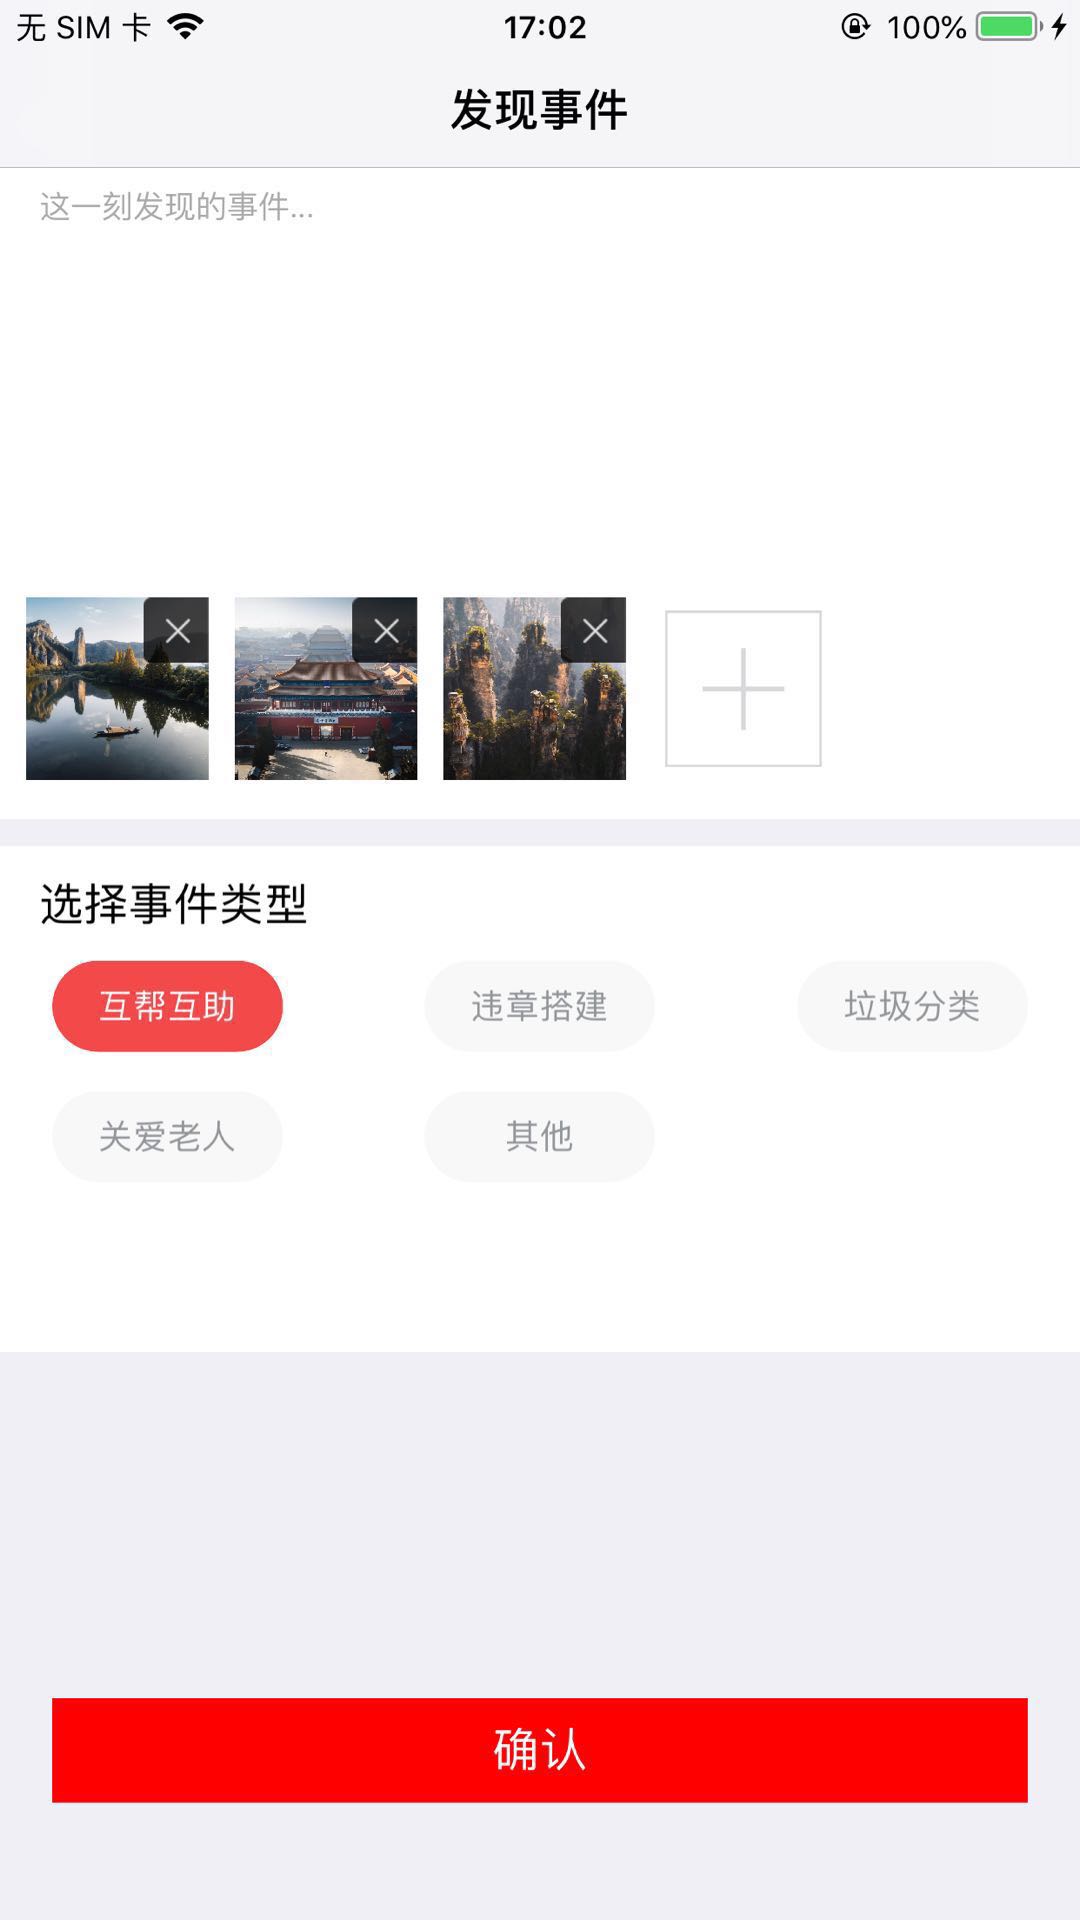 无 SIM 卡 17:02 100%
发现事件
这一刻发现的事件...
选择事件类型
互帮互助 违章搭建 垃圾分类
关爱老人 其他
确认